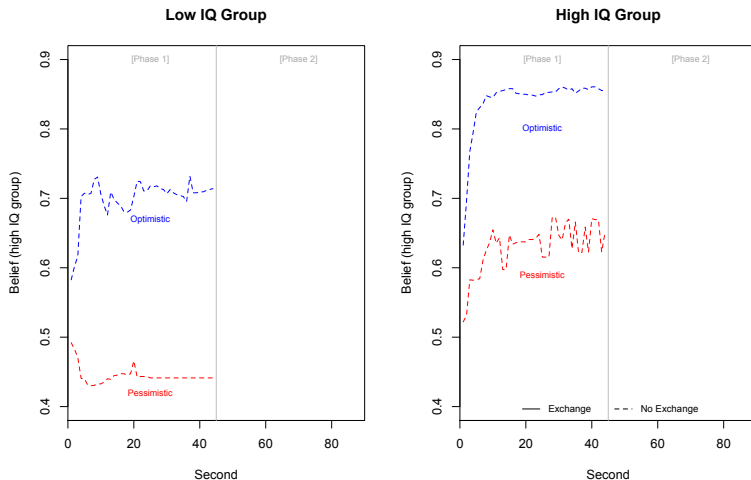 Low IQ Group
Belief (high IQ group)
0.9
0.8
0.7
0.6
0.5
0.4
[Phase 1]
[Phase 2]
Optimistic
Pessimistic
0
20
40
60
80
Second
High IQ Group
Belief (high IQ group)
0.9
0.8
0.7
0.6
0.5
0.4
[Phase 1]
[Phase 2]
Optimistic
Pessimistic
Exchange
No Exchange
0
20
40
60
80
Second